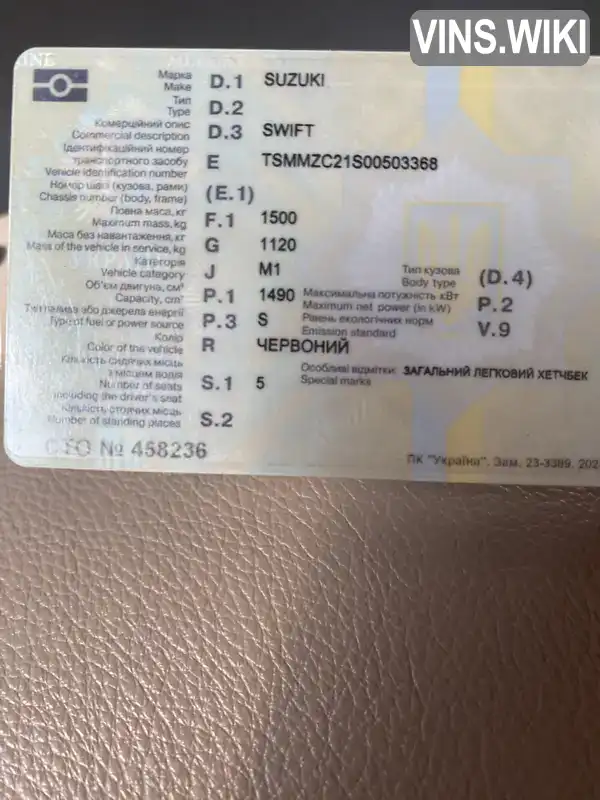 VINS.WIKI
Марка
Make D.1 SUZUKI
Тип
Type D.2
Комерційний опис
Commercial description D.3 SWIFT
Ідентифікаційний номер
транспортного засобу
Vehicle identification number E TSMMZC21S00503368
Номер шасі (кузова, рами)
Chassis number (body, frame) (E.1)
Повна маса, кг
Maximum mass, kg F.1 1500
Маса без навантаження, кг
Mass of the vehicle in service, kg G 1120
Категорія
Vehicle category J M1
Тип кузова
Body type (D.4)
Об'єм двигуна, см³
Capacity, cm³ P.1 1490
Максимальна потужність кВт
Maximum net power (in kW) P.2
Тип палива або джерела енергії
Type of fuel or power source P.3 S
Рівень екологічних норм
Emission standard V.9
Колір
Color of the vehicle R ЧЕРВОНИЙ
Кількість сидячих місць
з місцем водія
Number of seats
including the driver's seat S.1 5
Особливі відмітки
Special marks ЗАГАЛЬНИЙ ЛЕГКОВИЙ ХЕТЧБЕК
Кількість стоячих місць
Number of standing places S.2
№ 458236
ПК "Україна". Зам. 23-3389. 202